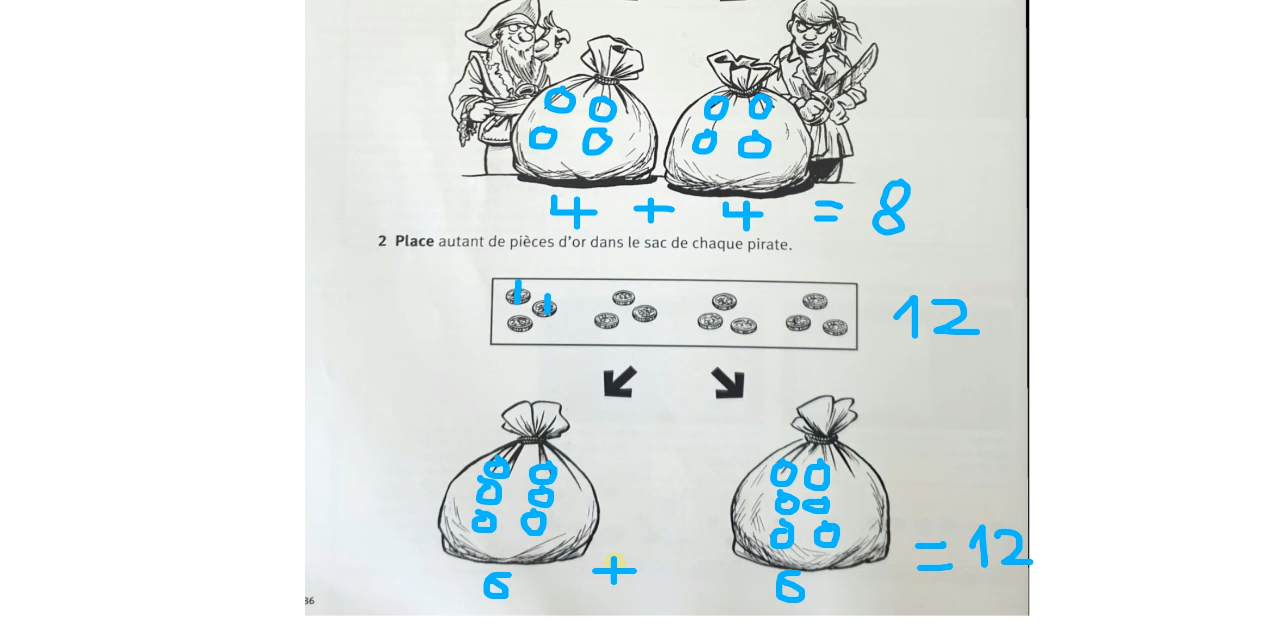 4 + 4 = 8
2 Place autant de pièces d'or dans le sac de chaque pirate.
12
6 + 6 = 12
36